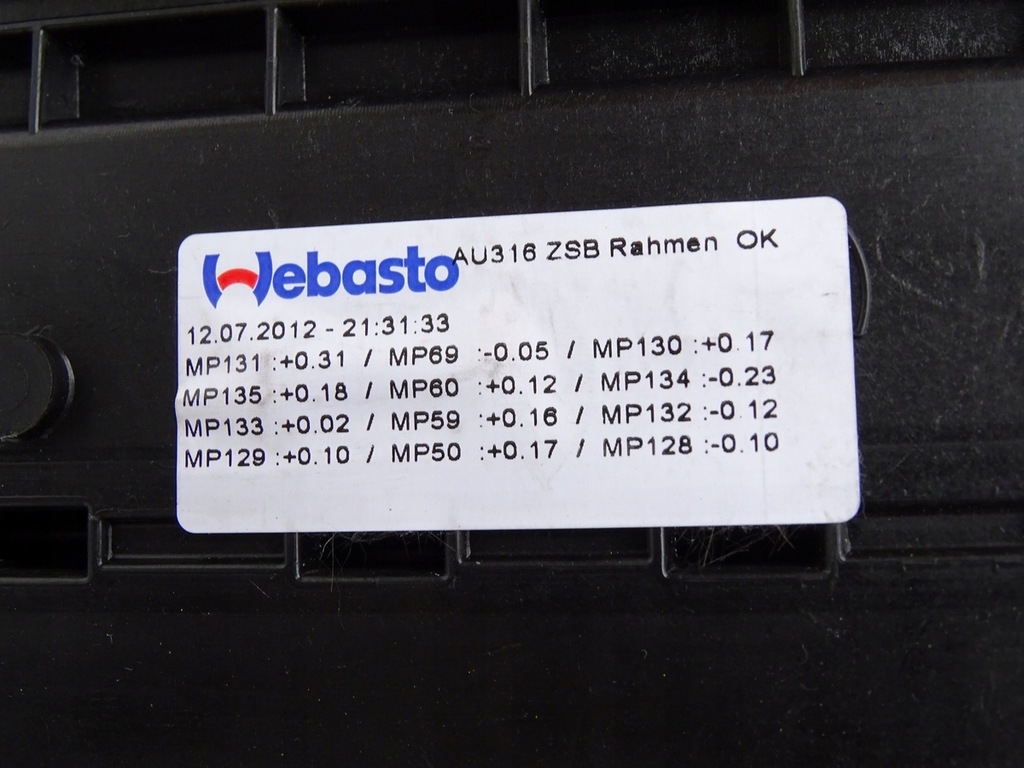 Webasto AU316 ZSB Rahmen OK
12.07.2012 - 21:31:33
MP131 :+0.31 / MP69 :-0.05 / MP130 :+0.17
MP135 :+0.18 / MP60 :+0.12 / MP134 :-0.23
MP133 :+0.02 / MP59 :+0.16 / MP132 :-0.12
MP129 :+0.10 / MP50 :+0.17 / MP128 :-0.10